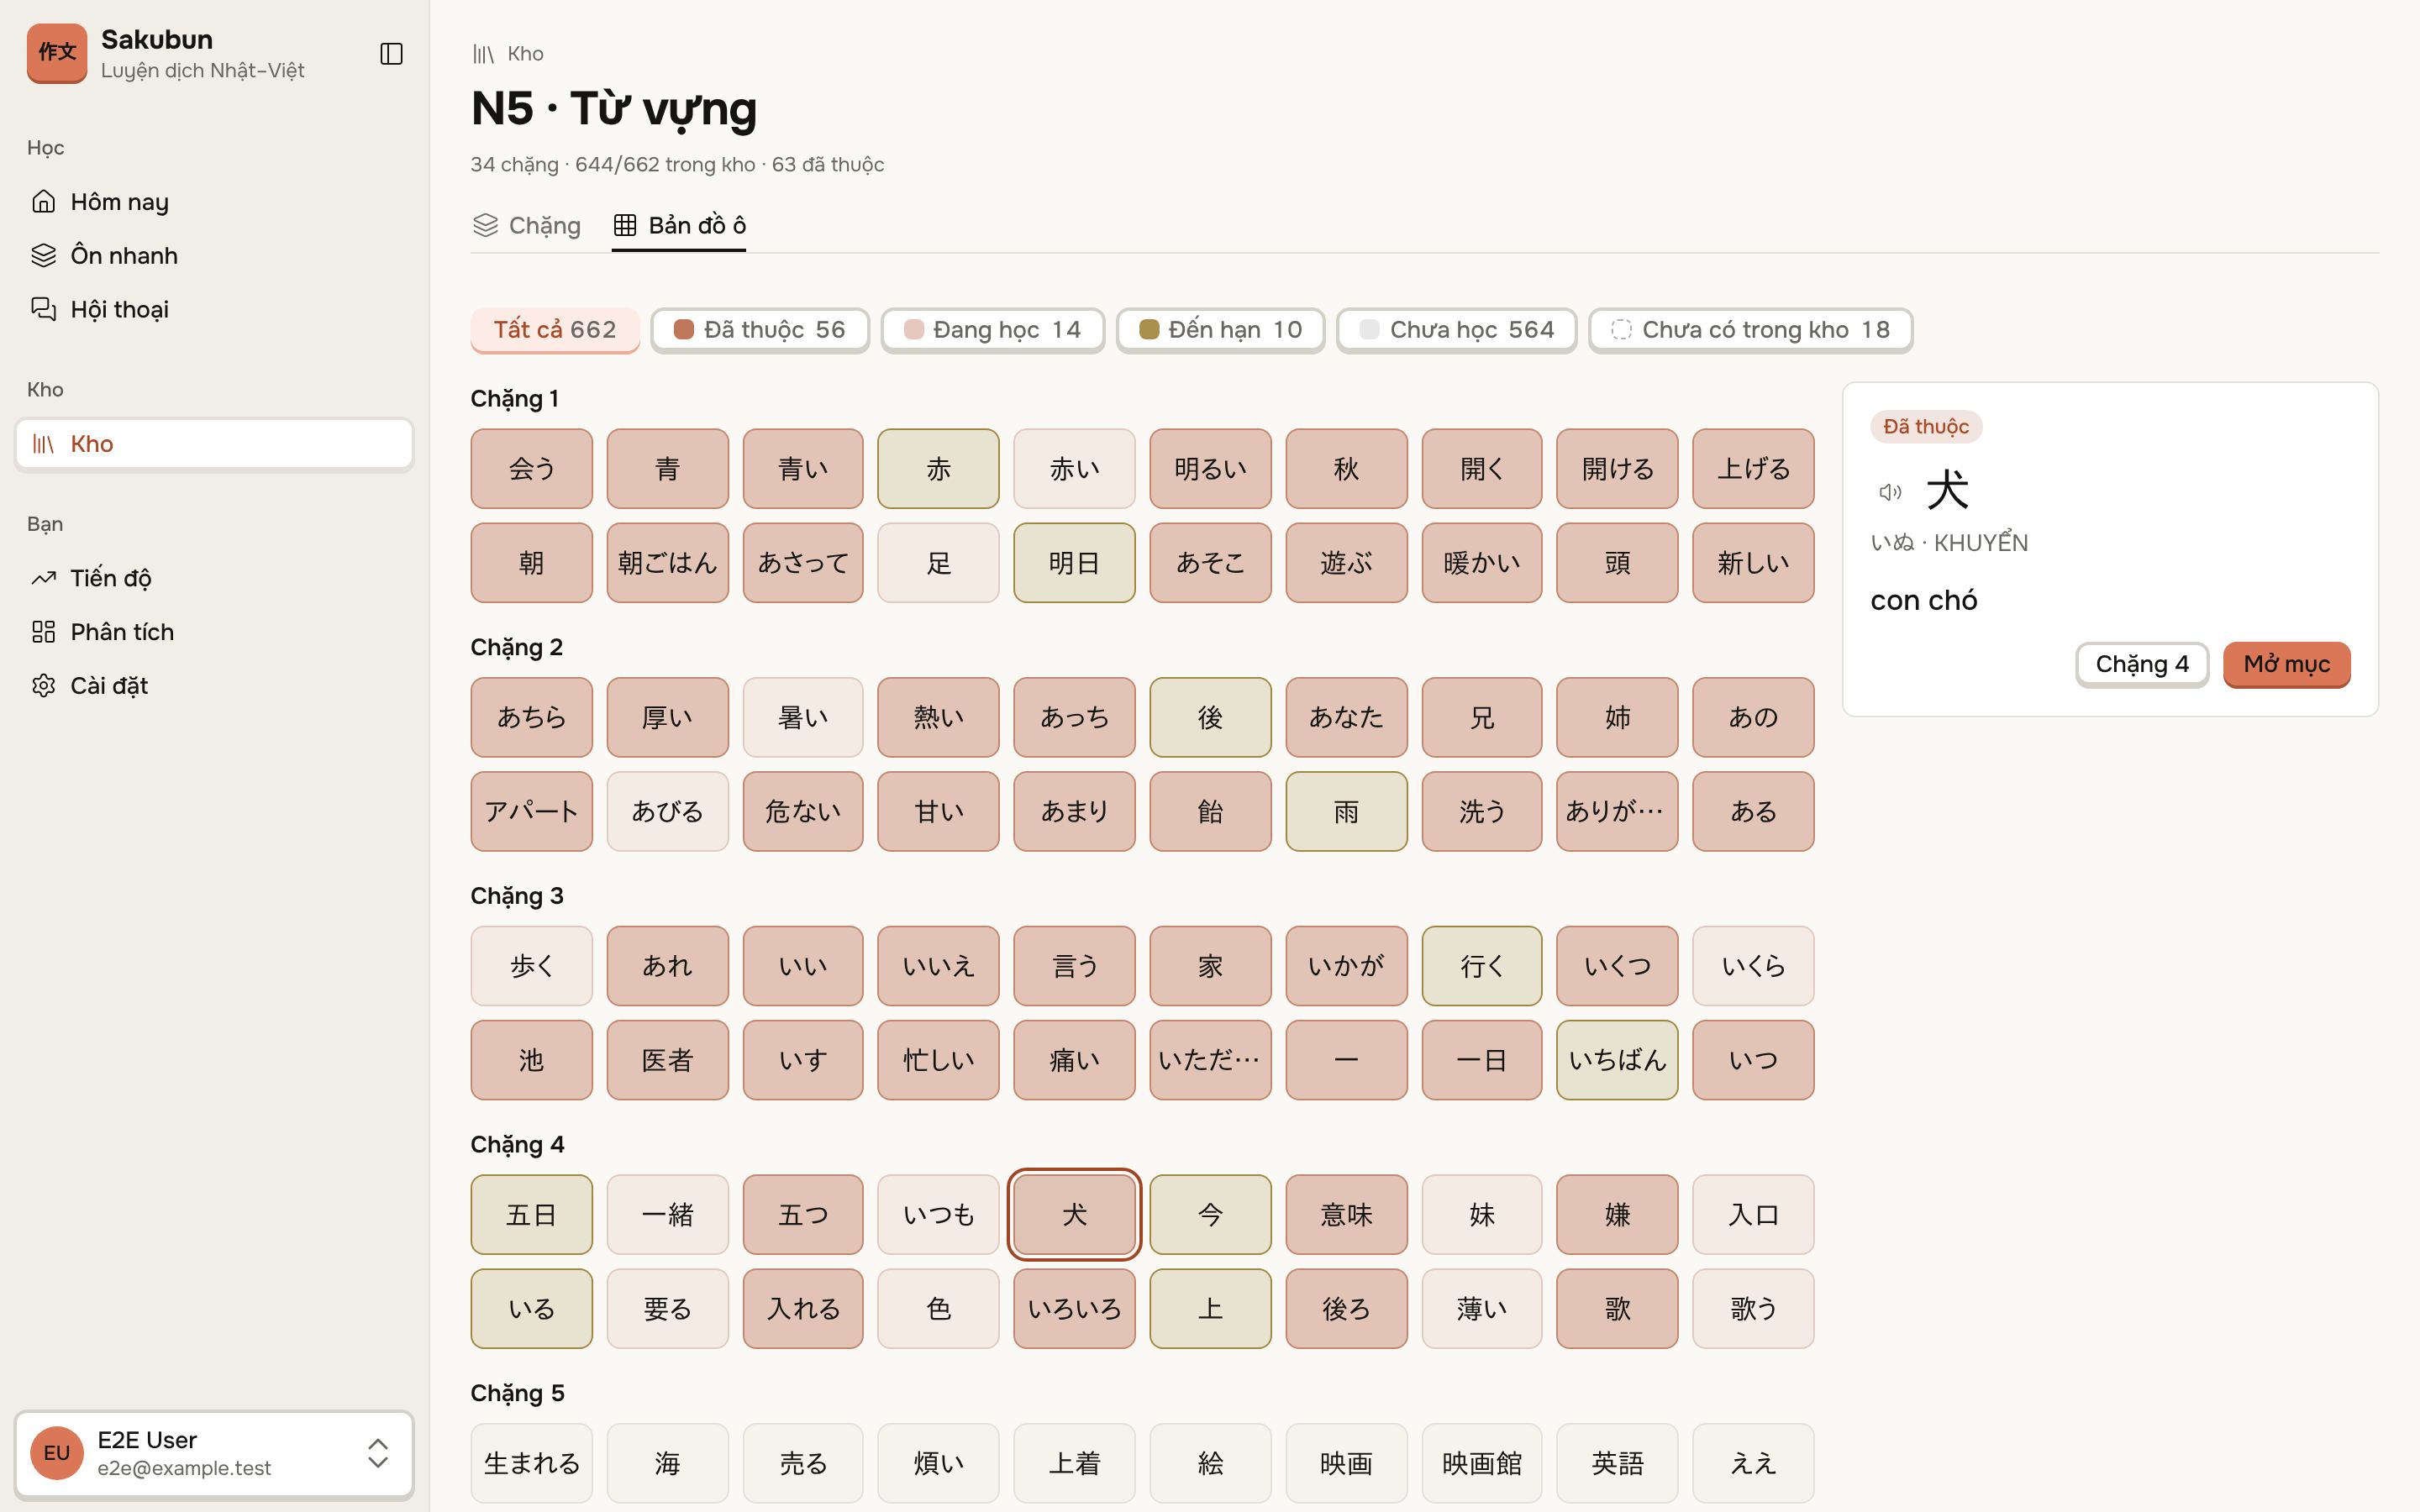 作文
Sakubun
Luyện dịch Nhật–Việt
Học
Hôm nay
Ôn nhanh
Hội thoại
Kho
Kho
Bạn
Tiến độ
Phân tích
Cài đặt
EU
E2E User
e2e@example.test
Kho
N5 · Từ vựng
34 chặng · 644/662 trong kho · 63 đã thuộc
Chặng
Bản đồ ô
Tất cả 662
Đã thuộc 56
Đang học 14
Đến hạn 10
Chưa học 564
Chưa có trong kho 18
Chặng 1
会う 青 青い 赤 赤い 明るい 秋 開く 開ける 上げる
朝 朝ごはん あさって 足 明日 あそこ 遊ぶ 暖かい 頭 新しい
Chặng 2
あちら 厚い 暑い 熱い あっち 後 あなた 兄 姉 あの
アパート あびる 危ない 甘い あまり 飴 雨 洗う ありが… ある
Chặng 3
歩く あれ いい いいえ 言う 家 いかが 行く いくつ いくら
池 医者 いす 忙しい 痛い いただ… 一 一日 いちばん いつ
Chặng 4
五日 一緒 五つ いつも 犬 今 意味 妹 嫌 入口
いる 要る 入れる 色 いろいろ 上 後ろ 薄い 歌 歌う
Chặng 5
生まれる 海 売る 煩い 上着 絵 映画 映画館 英語 ええ
Đã thuộc
犬
いぬ · KHUYỂN
con chó
Chặng 4
Mở mục